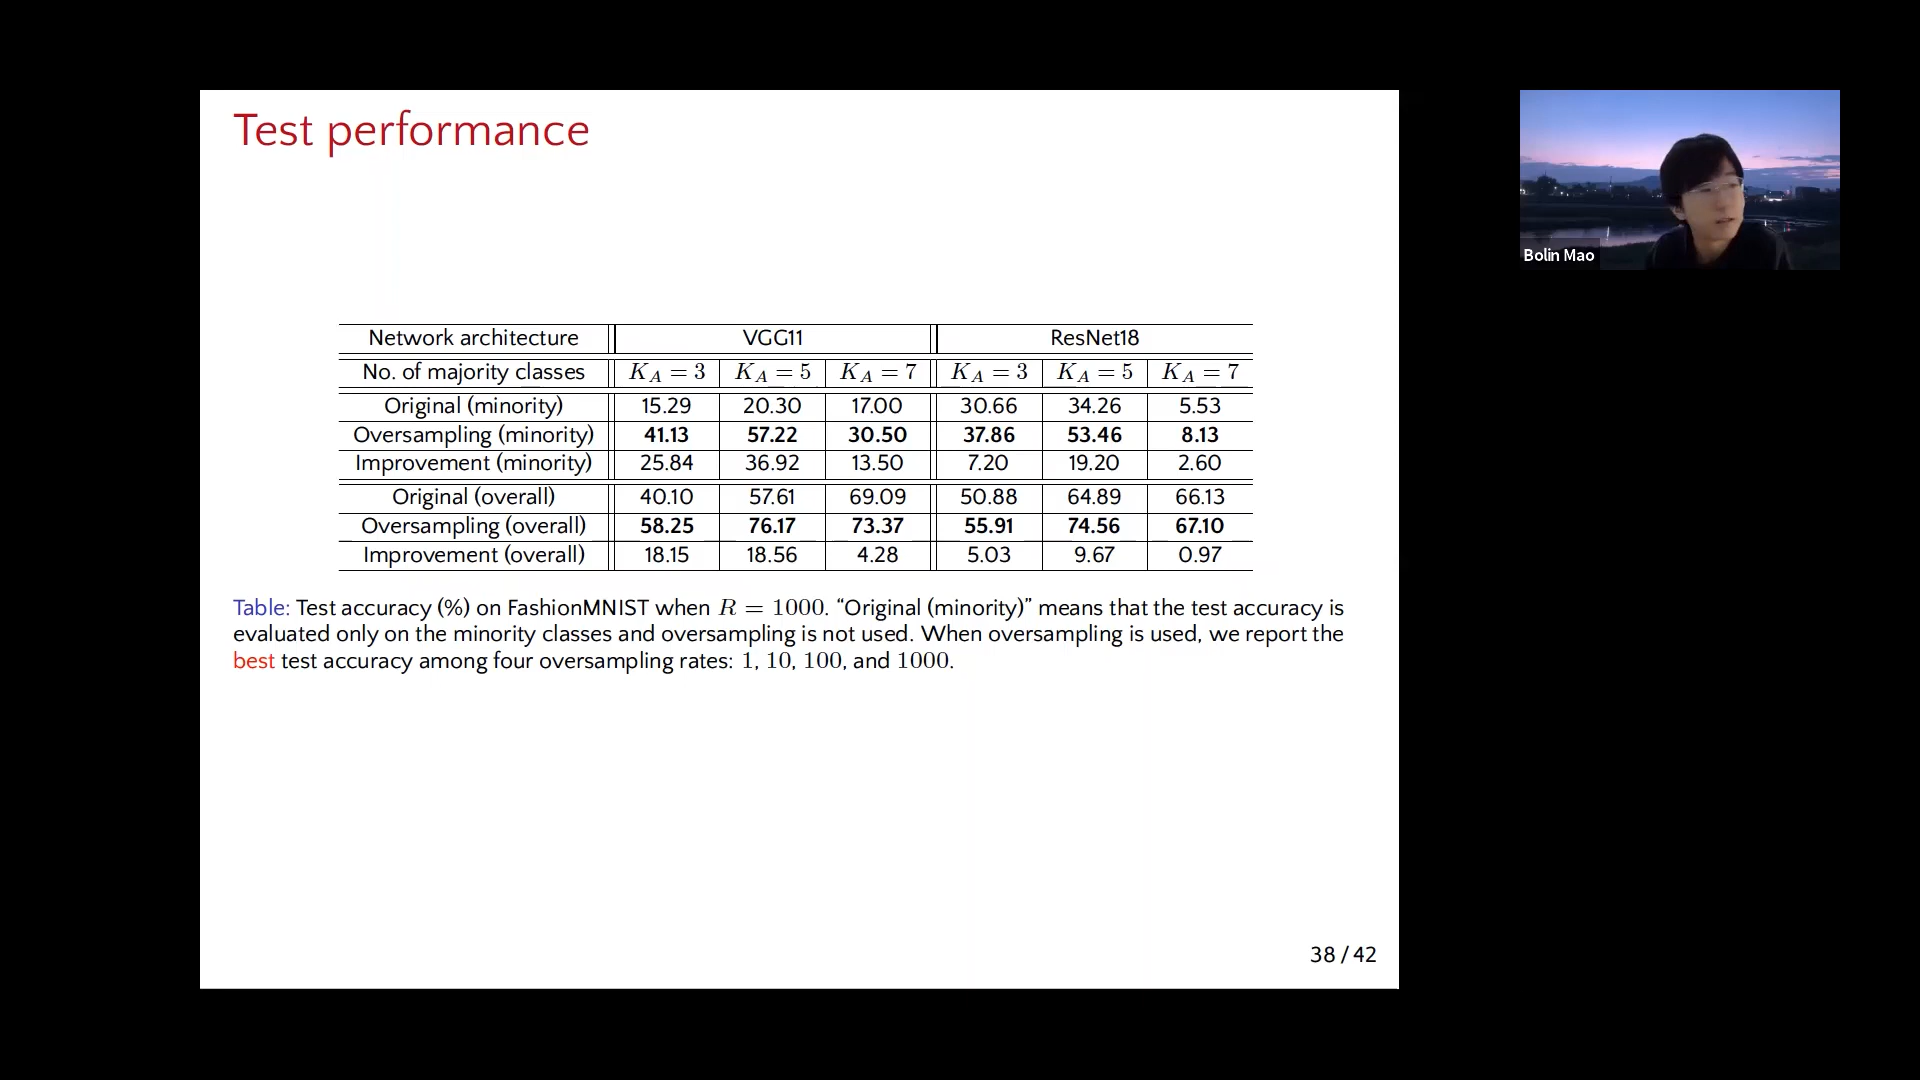 Test performance
Bolin Mao
Network architecture VGG11 ResNet18
No. of majority classes K_A = 3 K_A = 5 K_A = 7 K_A = 3 K_A = 5 K_A = 7
Original (minority) 15.29 20.30 17.00 30.66 34.26 5.53
Oversampling (minority) 41.13 57.22 30.50 37.86 53.46 8.13
Improvement (minority) 25.84 36.92 13.50 7.20 19.20 2.60
Original (overall) 40.10 57.61 69.09 50.88 64.89 66.13
Oversampling (overall) 58.25 76.17 73.37 55.91 74.56 67.10
Improvement (overall) 18.15 18.56 4.28 5.03 9.67 0.97
Table: Test accuracy (%) on FashionMNIST when R = 1000. “Original (minority)” means that the test accuracy is
evaluated only on the minority classes and oversampling is not used. When oversampling is used, we report the
best test accuracy among four oversampling rates: 1, 10, 100, and 1000.
38 / 42